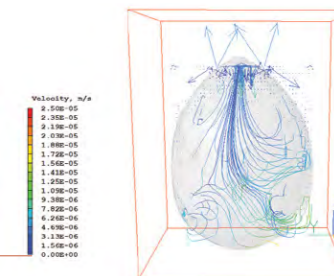 Velocity, m/s
2.50E-05
2.35E-05
2.19E-05
2.03E-05
1.88E-05
1.72E-05
1.56E-05
1.41E-05
1.25E-05
1.09E-05
9.38E-06
7.82E-06
6.26E-06
4.69E-06
3.13E-06
1.56E-06
0.00E+00